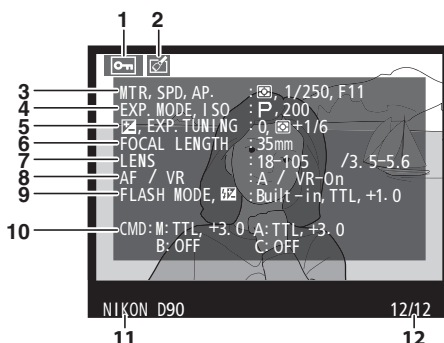 1 2
3 MTR, SPD, AP. : , 1/250, F11
4 EXP. MODE, ISO : P, 200
5 , EXP. TUNING : 0, +1/6
6 FOCAL LENGTH : 35mm
7 LENS : 18-105 /3. 5-5.6
8 AF / VR : A / VR-On
9 FLASH MODE, : Built-in, TTL, +1. 0
10 CMD: M: TTL, +3. 0 A: TTL, +3. 0
B: OFF C: OFF
NIKON D90 12/12
11 12